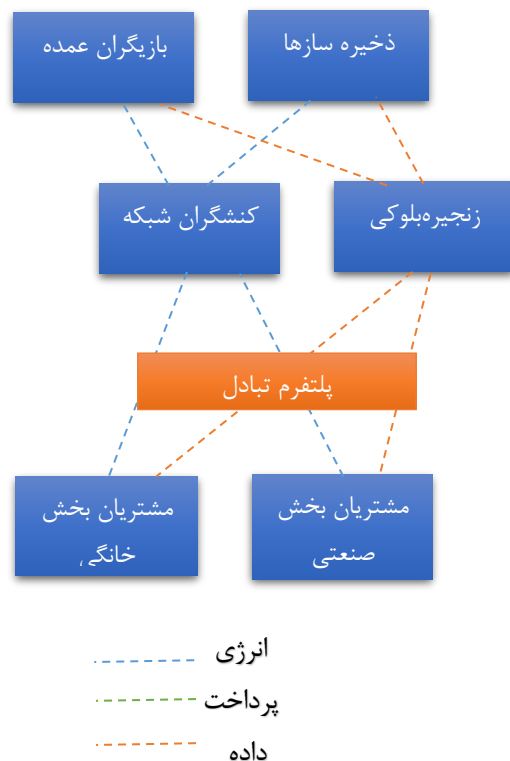 ذخیره سازها
بازیگران عمده
زنجیره‌بلوکی
کنشگران شبکه
پلتفرم تبادل
مشتریان بخش
صنعتی
مشتریان بخش
خانگی
انرژی
پرداخت
داده